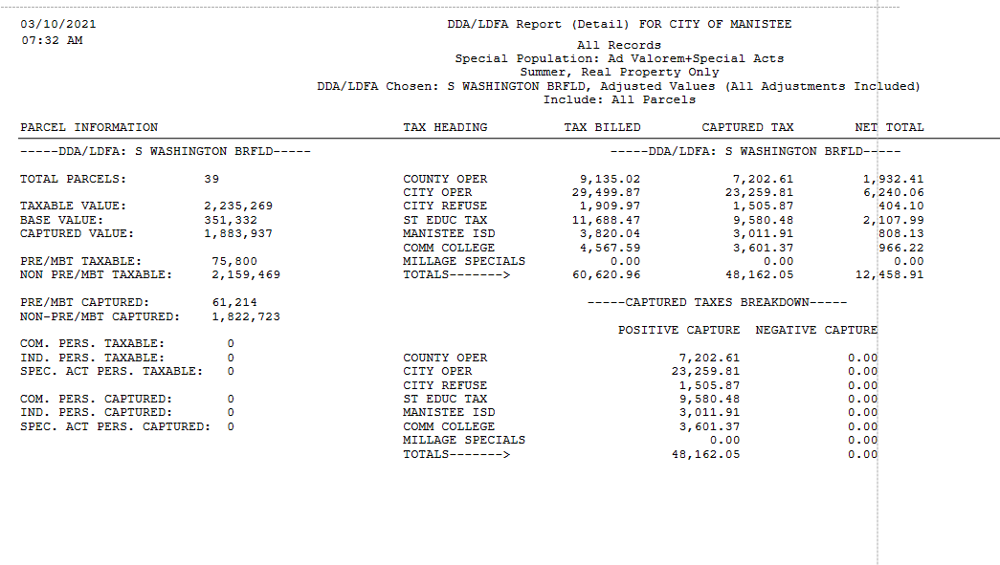 03/10/2021 DDA/LDFA Report (Detail) FOR CITY OF MANISTEE
07:32 AM
All Records
Special Population: Ad Valorem+Special Acts
Summer, Real Property Only
DDA/LDFA Chosen: S WASHINGTON BRFLD, Adjusted Values (All Adjustments Included)
Include: All Parcels
PARCEL INFORMATION TAX HEADING TAX BILLED CAPTURED TAX NET TOTAL
-----DDA/LDFA: S WASHINGTON BRFLD----- -----DDA/LDFA: S WASHINGTON BRFLD-----
TOTAL PARCELS: 39 COUNTY OPER 9,135.02 7,202.61 1,932.41
CITY OPER 29,499.87 23,259.81 6,240.06
TAXABLE VALUE: 2,235,269 CITY REFUSE 1,909.97 1,505.87 404.10
BASE VALUE: 351,332 ST EDUC TAX 11,688.47 9,580.48 2,107.99
CAPTURED VALUE: 1,883,937 MANISTEE ISD 3,820.04 3,011.91 808.13
COMM COLLEGE 4,567.59 3,601.37 966.22
PRE/MBT TAXABLE: 75,800 MILLAGE SPECIALS 0.00 0.00 0.00
NON PRE/MBT TAXABLE: 2,159,469 TOTALS-------> 60,620.96 48,162.05 12,458.91
PRE/MBT CAPTURED: 61,214 -----CAPTURED TAXES BREAKDOWN-----
NON-PRE/MBT CAPTURED: 1,822,723
POSITIVE CAPTURE NEGATIVE CAPTURE
COM. PERS. TAXABLE: 0
IND. PERS. TAXABLE: 0 COUNTY OPER 7,202.61 0.00
SPEC. ACT PERS. TAXABLE: 0 CITY OPER 23,259.81 0.00
CITY REFUSE 1,505.87 0.00
COM. PERS. CAPTURED: 0 ST EDUC TAX 9,580.48 0.00
IND. PERS. CAPTURED: 0 MANISTEE ISD 3,011.91 0.00
SPEC. ACT PERS. CAPTURED: 0 COMM COLLEGE 3,601.37 0.00
MILLAGE SPECIALS 0.00 0.00
TOTALS-------> 48,162.05 0.00